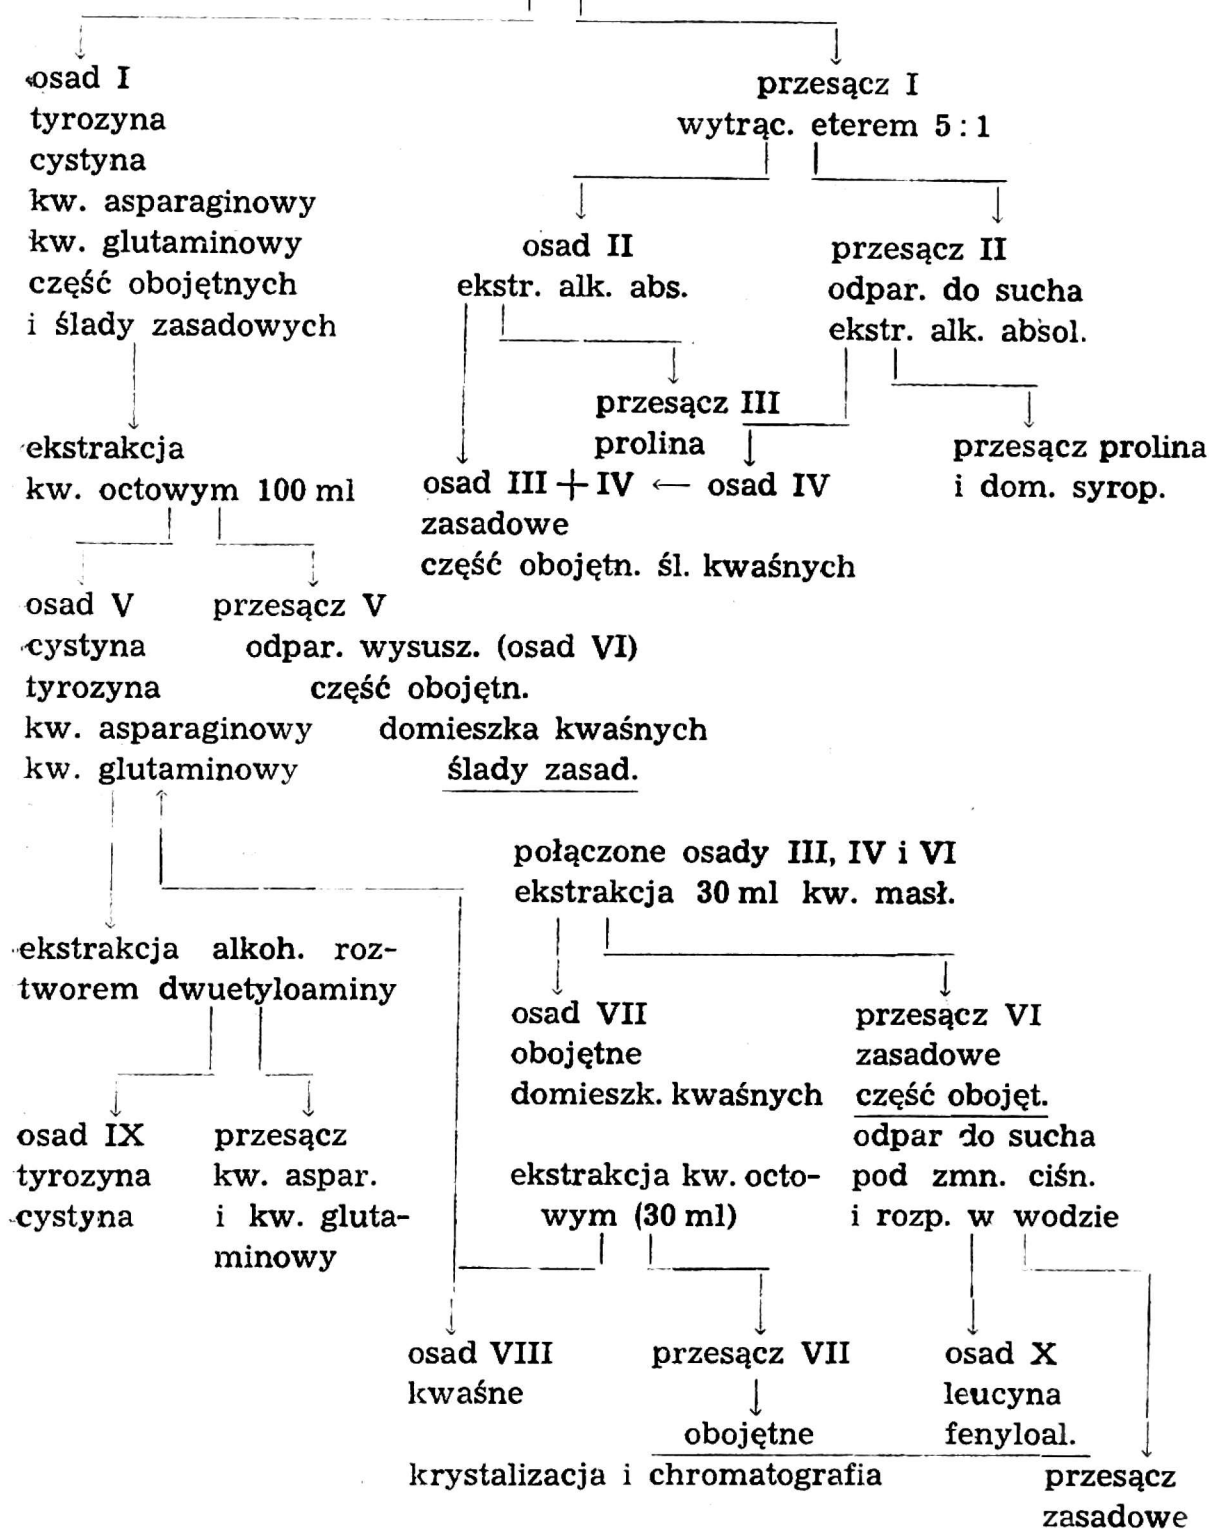 osad I
tyrozyna
cystyna
kw. asparaginowy
kw. glutaminowy
część obojętnych
i ślady zasadowych
przesącz I
wytrąc. eterem 5 : 1
osad II
ekstr. alk. abs.
przesącz II
odpar. do sucha
ekstr. alk. absol.
przesącz III
prolina
przesącz prolina
i dom. syrop.
ekstrakcja
kw. octowym 100 ml
osad III + IV ← osad IV
zasadowe
część obojętn. śl. kwaśnych
osad V
cystyna
tyrozyna
kw. asparaginowy
kw. glutaminowy
przesącz V
odpar. wysusz. (osad VI)
część obojętn.
domieszka kwaśnych
ślady zasad.
połączone osady III, IV i VI
ekstrakcja 30 ml kw. masł.
ekstrakcja alkoh. roz-
tworem dwuetyloaminy
osad VII
obojętne
domieszk. kwaśnych
przesącz VI
zasadowe
część obojęt.
odpar do sucha
pod zmn. ciśn.
i rozp. w wodzie
osad IX
tyrozyna
cystyna
przesącz
kw. aspar.
i kw. gluta-
minowy
ekstrakcja kw. octo-
wym (30 ml)
osad VIII
kwaśne
przesącz VII
obojętne
osad X
leucyna
fenyloal.
krystalizacja i chromatografia
przesącz
zasadowe